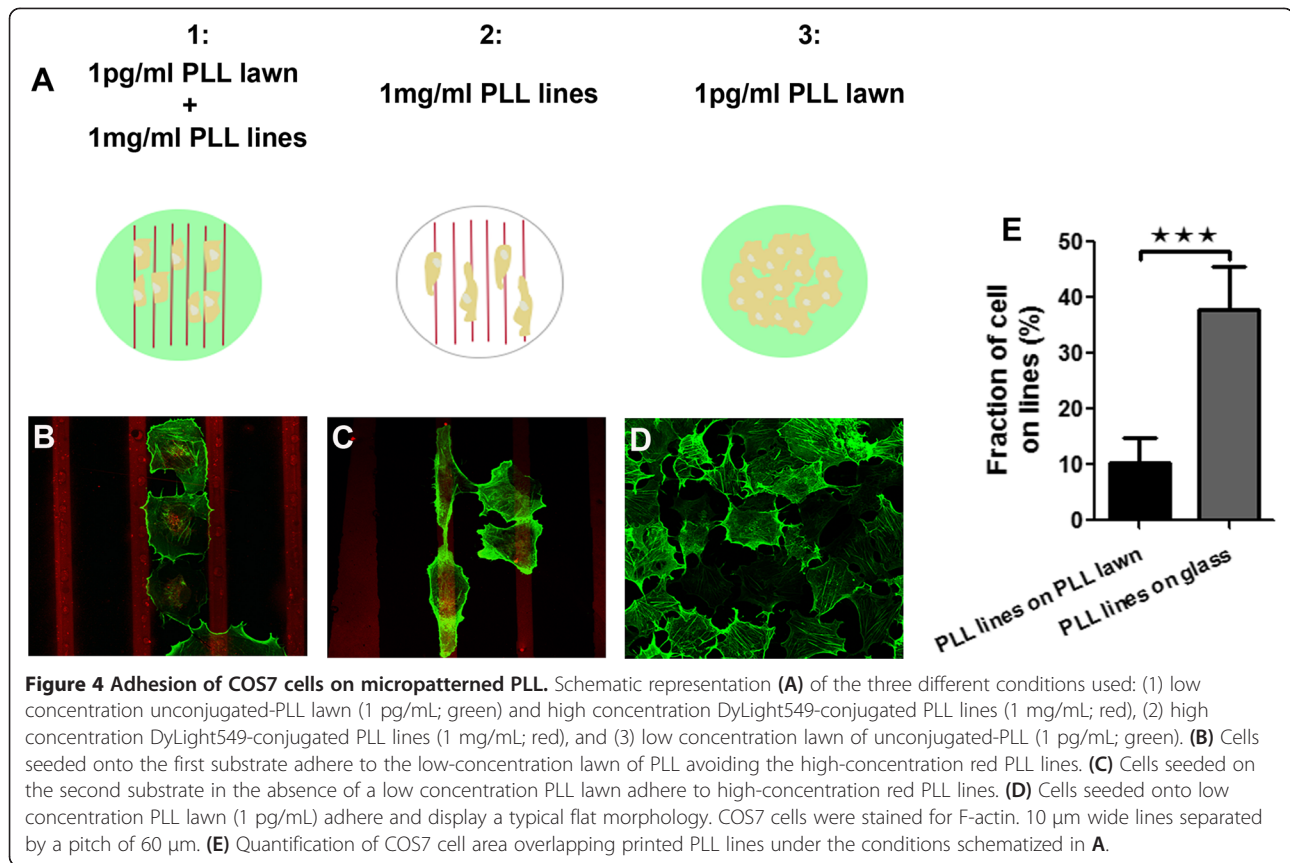 1:
1pg/ml PLL lawn
+
1mg/ml PLL lines
2:
1mg/ml PLL lines
3:
1pg/ml PLL lawn
A
B
C
D
E
★★★
Fraction of cell
on lines (%)
50
40
30
20
10
0
PLL lines on PLL lawn
PLL lines on glass
Figure 4 Adhesion of COS7 cells on micropatterned PLL. Schematic representation (A) of the three different conditions used: (1) low
concentration unconjugated-PLL lawn (1 pg/mL; green) and high concentration DyLight549-conjugated PLL lines (1 mg/mL; red), (2) high
concentration DyLight549-conjugated PLL lines (1 mg/mL; red), and (3) low concentration lawn of unconjugated-PLL (1 pg/mL; green). (B) Cells
seeded onto the first substrate adhere to the low-concentration lawn of PLL avoiding the high-concentration red PLL lines. (C) Cells seeded on
the second substrate in the absence of a low concentration PLL lawn adhere to high-concentration red PLL lines. (D) Cells seeded onto low
concentration PLL lawn (1 pg/mL) adhere and display a typical flat morphology. COS7 cells were stained for F-actin. 10 μm wide lines separated
by a pitch of 60 μm. (E) Quantification of COS7 cell area overlapping printed PLL lines under the conditions schematized in A.